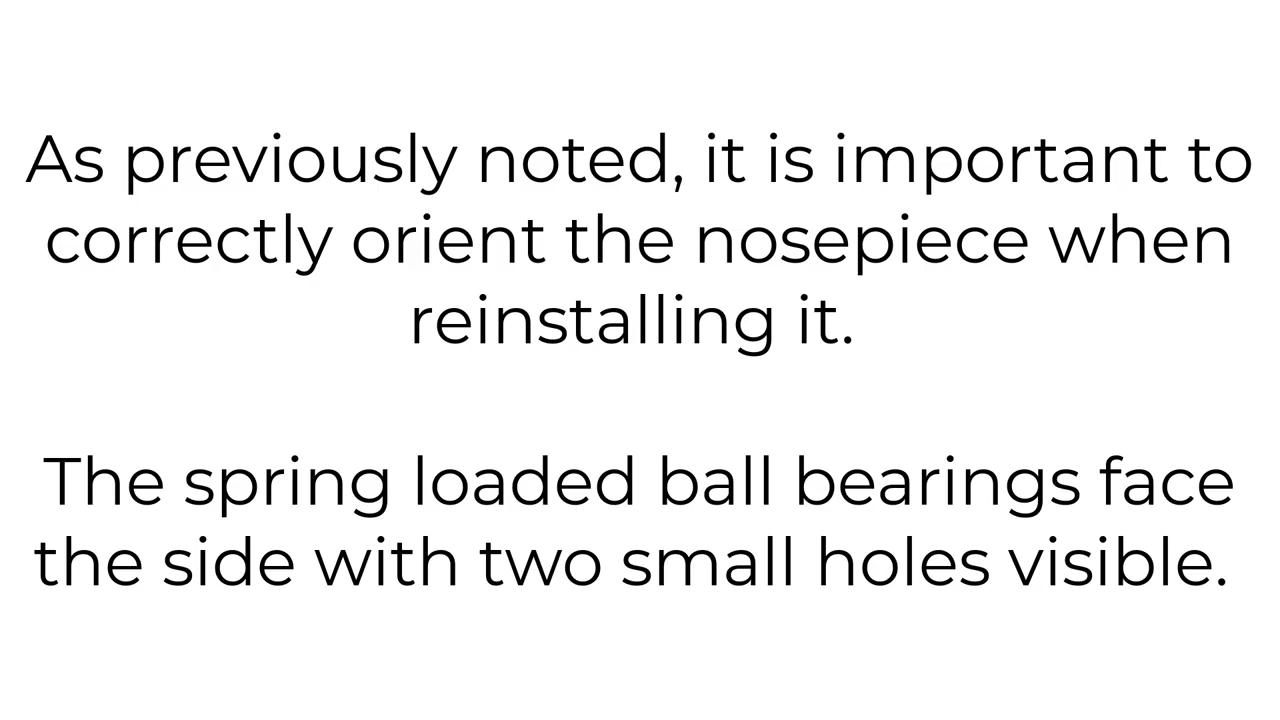 As previously noted, it is important to
correctly orient the nosepiece when
reinstalling it.
The spring loaded ball bearings face
the side with two small holes visible.